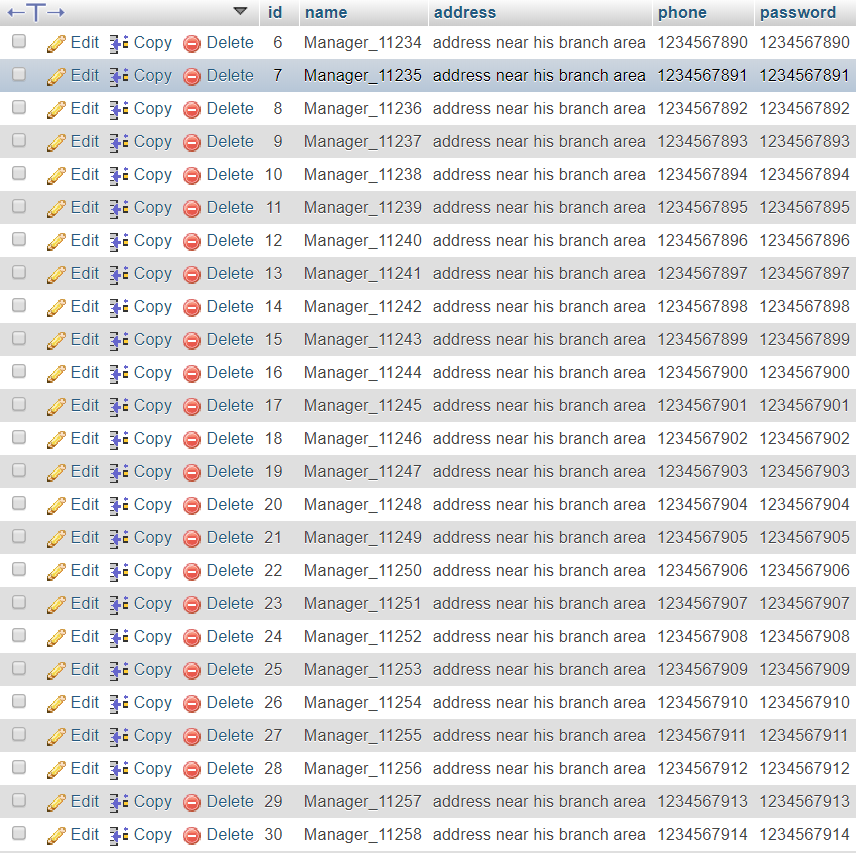 id name address phone password
Edit Copy Delete 6 Manager_11234 address near his branch area 1234567890 1234567890
Edit Copy Delete 7 Manager_11235 address near his branch area 1234567891 1234567891
Edit Copy Delete 8 Manager_11236 address near his branch area 1234567892 1234567892
Edit Copy Delete 9 Manager_11237 address near his branch area 1234567893 1234567893
Edit Copy Delete 10 Manager_11238 address near his branch area 1234567894 1234567894
Edit Copy Delete 11 Manager_11239 address near his branch area 1234567895 1234567895
Edit Copy Delete 12 Manager_11240 address near his branch area 1234567896 1234567896
Edit Copy Delete 13 Manager_11241 address near his branch area 1234567897 1234567897
Edit Copy Delete 14 Manager_11242 address near his branch area 1234567898 1234567898
Edit Copy Delete 15 Manager_11243 address near his branch area 1234567899 1234567899
Edit Copy Delete 16 Manager_11244 address near his branch area 1234567900 1234567900
Edit Copy Delete 17 Manager_11245 address near his branch area 1234567901 1234567901
Edit Copy Delete 18 Manager_11246 address near his branch area 1234567902 1234567902
Edit Copy Delete 19 Manager_11247 address near his branch area 1234567903 1234567903
Edit Copy Delete 20 Manager_11248 address near his branch area 1234567904 1234567904
Edit Copy Delete 21 Manager_11249 address near his branch area 1234567905 1234567905
Edit Copy Delete 22 Manager_11250 address near his branch area 1234567906 1234567906
Edit Copy Delete 23 Manager_11251 address near his branch area 1234567907 1234567907
Edit Copy Delete 24 Manager_11252 address near his branch area 1234567908 1234567908
Edit Copy Delete 25 Manager_11253 address near his branch area 1234567909 1234567909
Edit Copy Delete 26 Manager_11254 address near his branch area 1234567910 1234567910
Edit Copy Delete 27 Manager_11255 address near his branch area 1234567911 1234567911
Edit Copy Delete 28 Manager_11256 address near his branch area 1234567912 1234567912
Edit Copy Delete 29 Manager_11257 address near his branch area 1234567913 1234567913
Edit Copy Delete 30 Manager_11258 address near his branch area 1234567914 1234567914